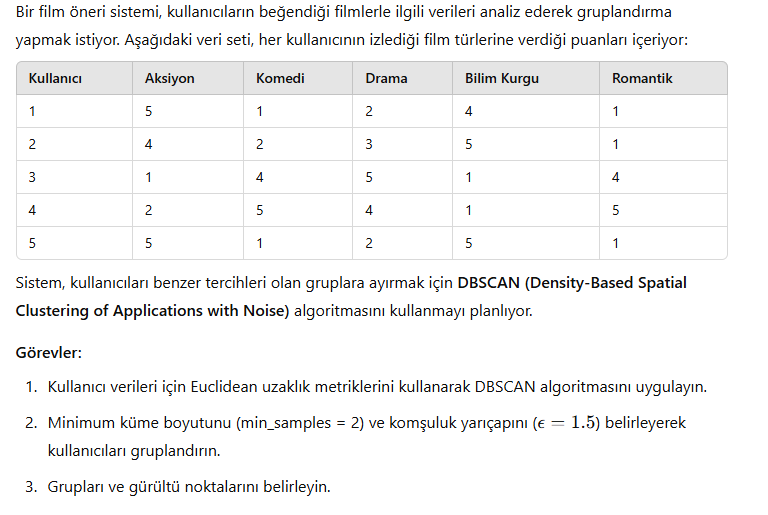 Bir film öneri sistemi, kullanıcıların beğendiği filmlerle ilgili verileri analiz ederek gruplandırma
yapmak istiyor. Aşağıdaki veri seti, her kullanıcının izlediği film türlerine verdiği puanları içeriyor:
Kullanıcı Aksiyon Komedi Drama Bilim Kurgu Romantik
1 5 1 2 4 1
2 4 2 3 5 1
3 1 4 5 1 4
4 2 5 4 1 5
5 5 1 2 5 1
Sistem, kullanıcıları benzer tercihleri olan gruplara ayırmak için DBSCAN (Density-Based Spatial
Clustering of Applications with Noise) algoritmasını kullanmayı planlıyor.
Görevler:
1. Kullanıcı verileri için Euclidean uzaklık metriklerini kullanarak DBSCAN algoritmasını uygulayın.
2. Minimum küme boyutunu (min_samples = 2) ve komşuluk yarıçapını (ϵ = 1.5) belirleyerek
kullanıcıları gruplandırın.
3. Grupları ve gürültü noktalarını belirleyin.